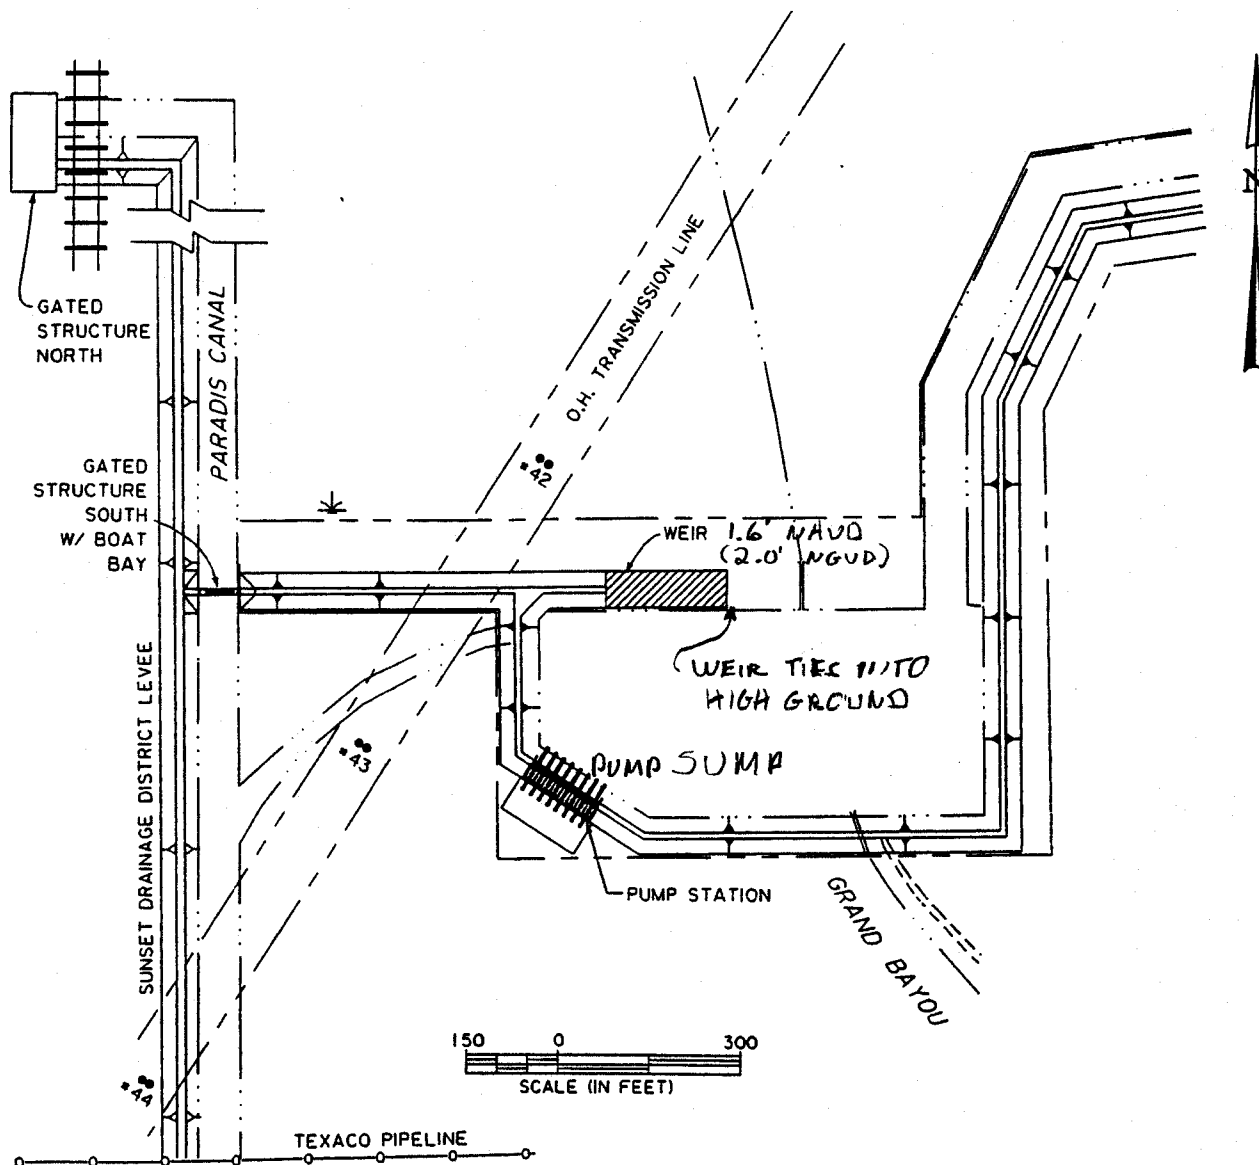 N
GATED
STRUCTURE
NORTH
PARADIS CANAL
O.H. TRANSMISSION LINE
42
GATED
STRUCTURE
SOUTH
W/ BOAT
BAY
WEIR 1.6' NAVD
(2.0' NGVD)
WEIR TIES INTO
HIGH GROUND
43
PUMP SUMP
SUNSET DRAINAGE DISTRICT LEVEE
PUMP STATION
GRAND BAYOU
150 0 300
SCALE (IN FEET)
44
TEXACO PIPELINE